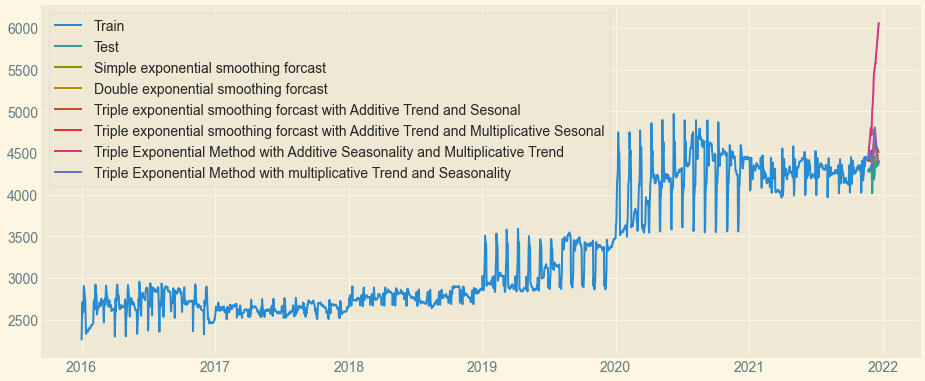 6000
5500
5000
4500
4000
3500
3000
2500
Train
Test
Simple exponential smoothing forcast
Double exponential smoothing forcast
Triple exponential smoothing forcast with Additive Trend and Sesonal
Triple exponential smoothing forcast with Additive Trend and Multiplicative Sesonal
Triple Exponential Method with Additive Seasonality and Multiplicative Trend
Triple Exponential Method with multiplicative Trend and Seasonality
2016 2017 2018 2019 2020 2021 2022